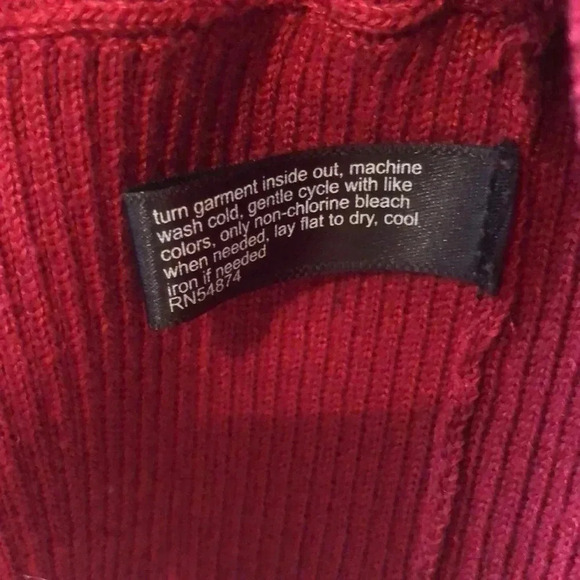 turn garment inside out, machine
wash cold, gentle cycle with like
colors, only non-chlorine bleach
when needed, lay flat to dry, cool
iron if needed
RN54874